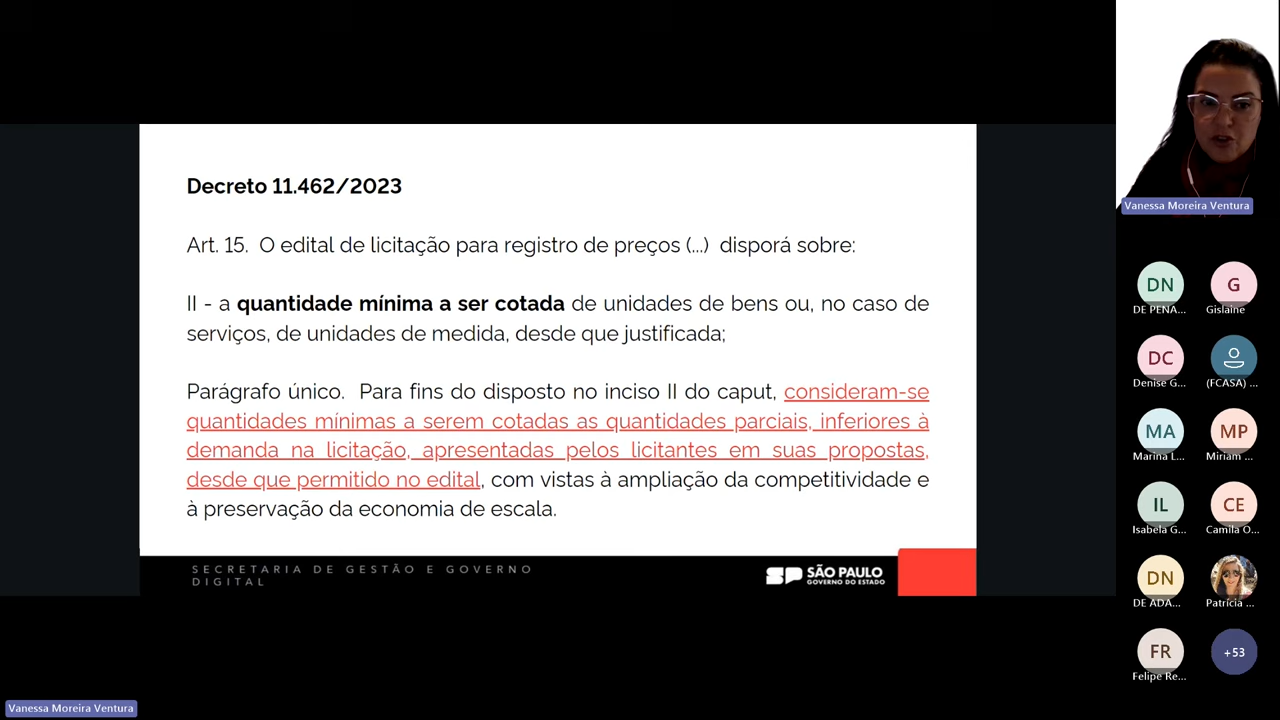 Decreto 11.462/2023
Art. 15. O edital de licitação para registro de preços (...) disporá sobre:
II - a quantidade mínima a ser cotada de unidades de bens ou, no caso de
serviços, de unidades de medida, desde que justificada;
Parágrafo único. Para fins do disposto no inciso II do caput, consideram-se
quantidades mínimas a serem cotadas as quantidades parciais, inferiores à
demanda na licitação, apresentadas pelos licitantes em suas propostas,
desde que permitido no edital, com vistas à ampliação da competitividade e
à preservação da economia de escala.
SECRETARIA DE GESTÃO E GOVERNO
DIGITAL
SP SÃO PAULO
GOVERNO DO ESTADO
Vanessa Moreira Ventura
DN G
DE PENA... Gislaine
DC
Denise G... (FCASA) ...
MA MP
Marina L... Miriam ...
IL CE
Isabela G... Camila O...
DN
DE ADA... Patrícia ...
FR +53
Felipe Re...
Vanessa Moreira Ventura